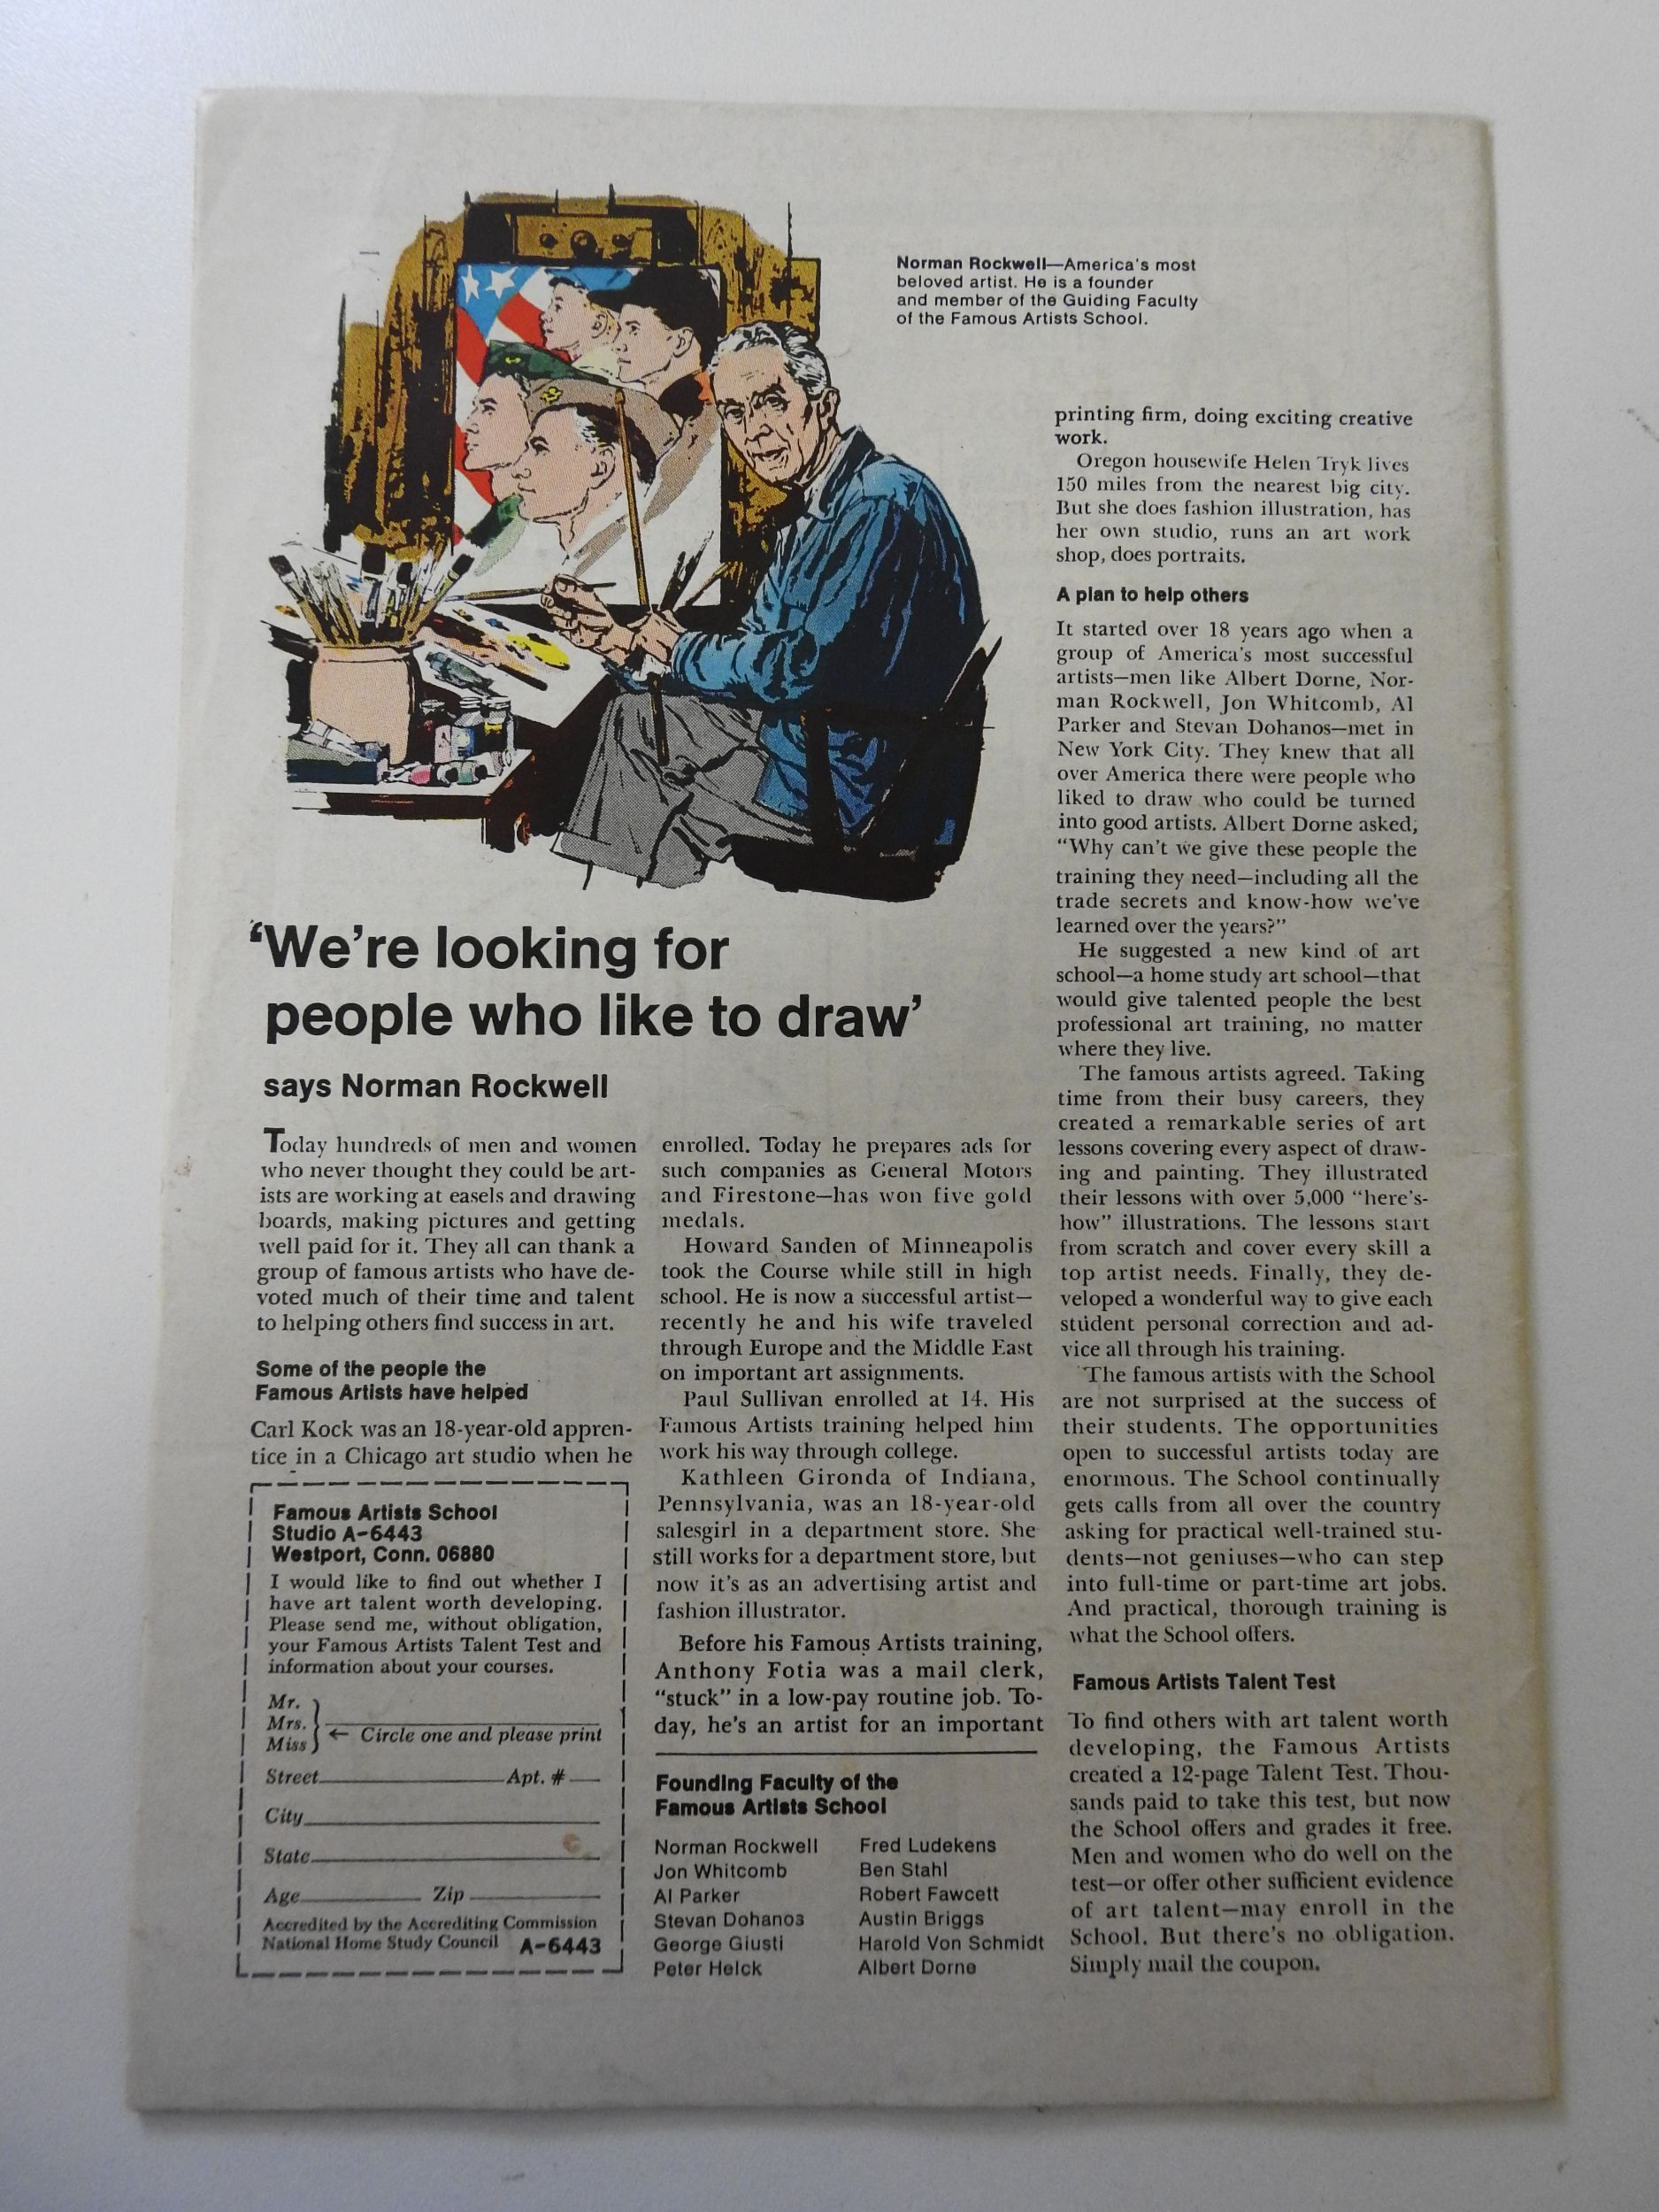 Norman Rockwell—America's most
beloved artist. He is a founder
and member of the Guiding Faculty
of the Famous Artists School.
‘We're looking for
people who like to draw’
says Norman Rockwell
Today hundreds of men and women
who never thought they could be art-
ists are working at easels and drawing
boards, making pictures and getting
well paid for it. They all can thank a
group of famous artists who have de-
voted much of their time and talent
to helping others find success in art.
Some of the people the
Famous Artists have helped
Carl Kock was an 18-year-old appren-
tice in a Chicago art studio when he
enrolled. Today he prepares ads for
such companies as General Motors
and Firestone—has won five gold
medals.
Howard Sanden of Minneapolis
took the Course while still in high
school. He is now a successful artist—
recently he and his wife traveled
through Europe and the Middle East
on important art assignments.
Paul Sullivan enrolled at 14. His
Famous Artists training helped him
work his way through college.
Kathleen Gironda of Indiana,
Pennsylvania, was an 18-year-old
salesgirl in a department store. She
still works for a department store, but
now it's as an advertising artist and
fashion illustrator.
Before his Famous Artists training,
Anthony Fotia was a mail clerk,
"stuck" in a low-pay routine job. To-
day, he's an artist for an important
printing firm, doing exciting creative
work.
Oregon housewife Helen Tryk lives
150 miles from the nearest big city.
But she does fashion illustration, has
her own studio, runs an art work
shop, does portraits.
A plan to help others
It started over 18 years ago when a
group of America's most successful
artists—men like Albert Dorne, Nor-
man Rockwell, Jon Whitcomb, Al
Parker and Stevan Dohanos—met in
New York City. They knew that all
over America there were people who
liked to draw who could be turned
into good artists. Albert Dorne asked,
"Why can't we give these people the
training they need—including all the
trade secrets and know-how we've
learned over the years?"
He suggested a new kind of art
school—a home study art school—that
would give talented people the best
professional art training, no matter
where they live.
The famous artists agreed. Taking
time from their busy careers, they
created a remarkable series of art
lessons covering every aspect of draw-
ing and painting. They illustrated
their lessons with over 5,000 "here's-
how" illustrations. The lessons start
from scratch and cover every skill a
top artist needs. Finally, they de-
veloped a wonderful way to give each
student personal correction and ad-
vice all through his training.
The famous artists with the School
are not surprised at the success of
their students. The opportunities
open to successful artists today are
enormous. The School continually
gets calls from all over the country
asking for practical well-trained stu-
dents—not geniuses—who can step
into full-time or part-time art jobs.
And practical, thorough training is
what the School offers.
Famous Artists Talent Test
To find others with art talent worth
developing, the Famous Artists
created a 12-page Talent Test. Thou-
sands paid to take this test, but now
the School offers and grades it free.
Men and women who do well on the
test—or offer other sufficient evidence
of art talent—may enroll in the
School. But there's no obligation.
Simply mail the coupon.
Famous Artists School
Studio A-6443
Westport, Conn. 06880
I would like to find out whether I
have art talent worth developing.
Please send me, without obligation,
your Famous Artists Talent Test and
information about your courses.
Mr.
Mrs.
Miss
← Circle one and please print
Street Apt. #
City
State
Age Zip
Accredited by the Accrediting Commission
National Home Study Council A-6443
Founding Faculty of the
Famous Artists School
Norman Rockwell
Jon Whitcomb
Al Parker
Stevan Dohanos
George Giusti
Peter Helck
Fred Ludekens
Ben Stahl
Robert Fawcett
Austin Briggs
Harold Von Schmidt
Albert Dorne